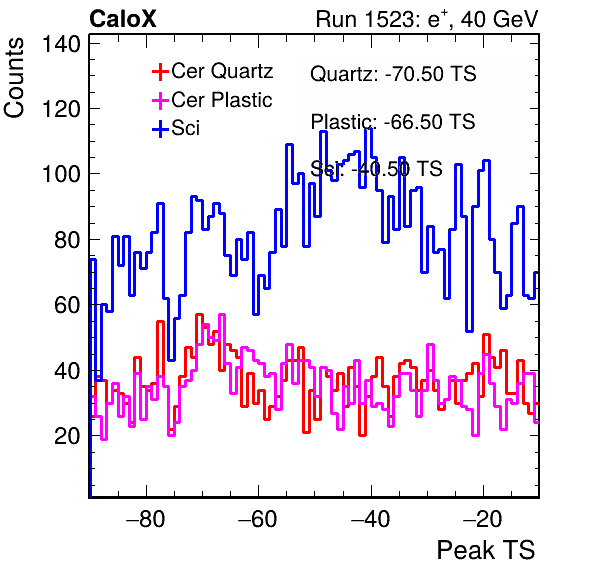 CaloX Run 1523: e⁺, 40 GeV
Counts
140
120
100
80
60
40
20
Cer Quartz
Cer Plastic
Sci
Quartz: -70.50 TS
Plastic: -66.50 TS
Sci: -40.50 TS
−80 −60 −40 −20
Peak TS